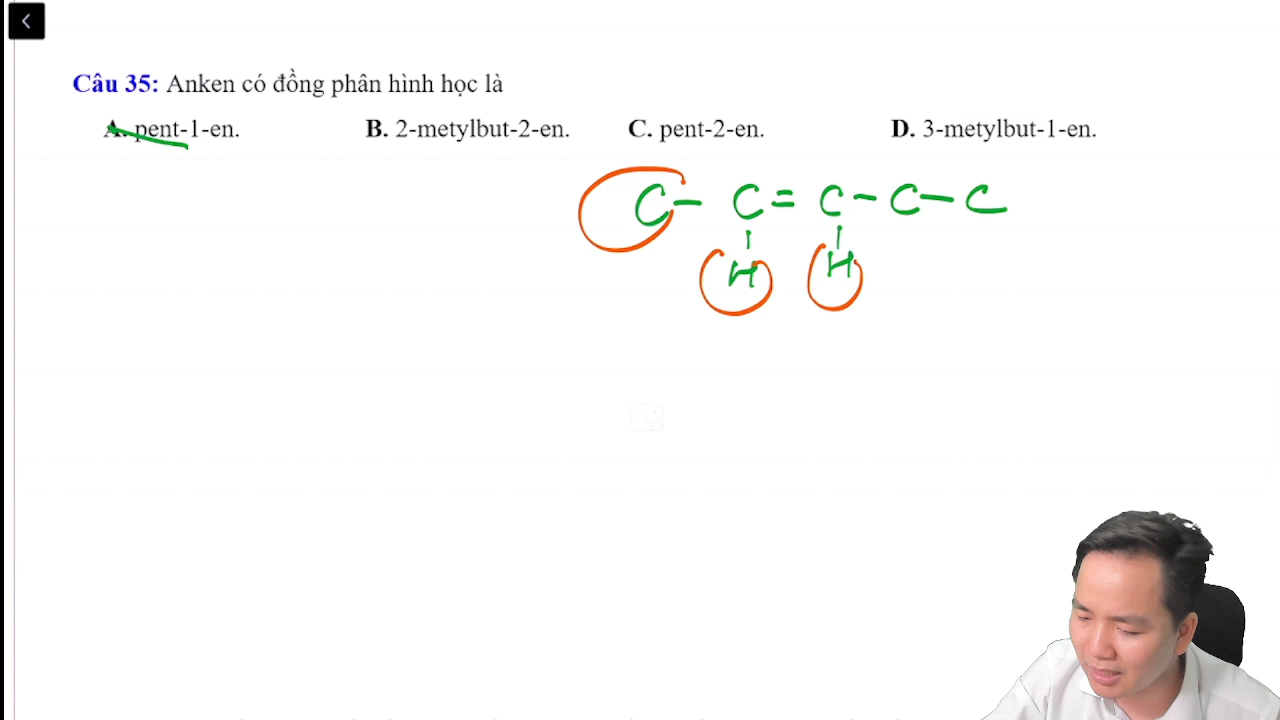 Câu 35: Anken có đồng phân hình học là
A. pent-1-en. B. 2-metylbut-2-en. C. pent-2-en. D. 3-metylbut-1-en.
C - C = C - C - C
H H